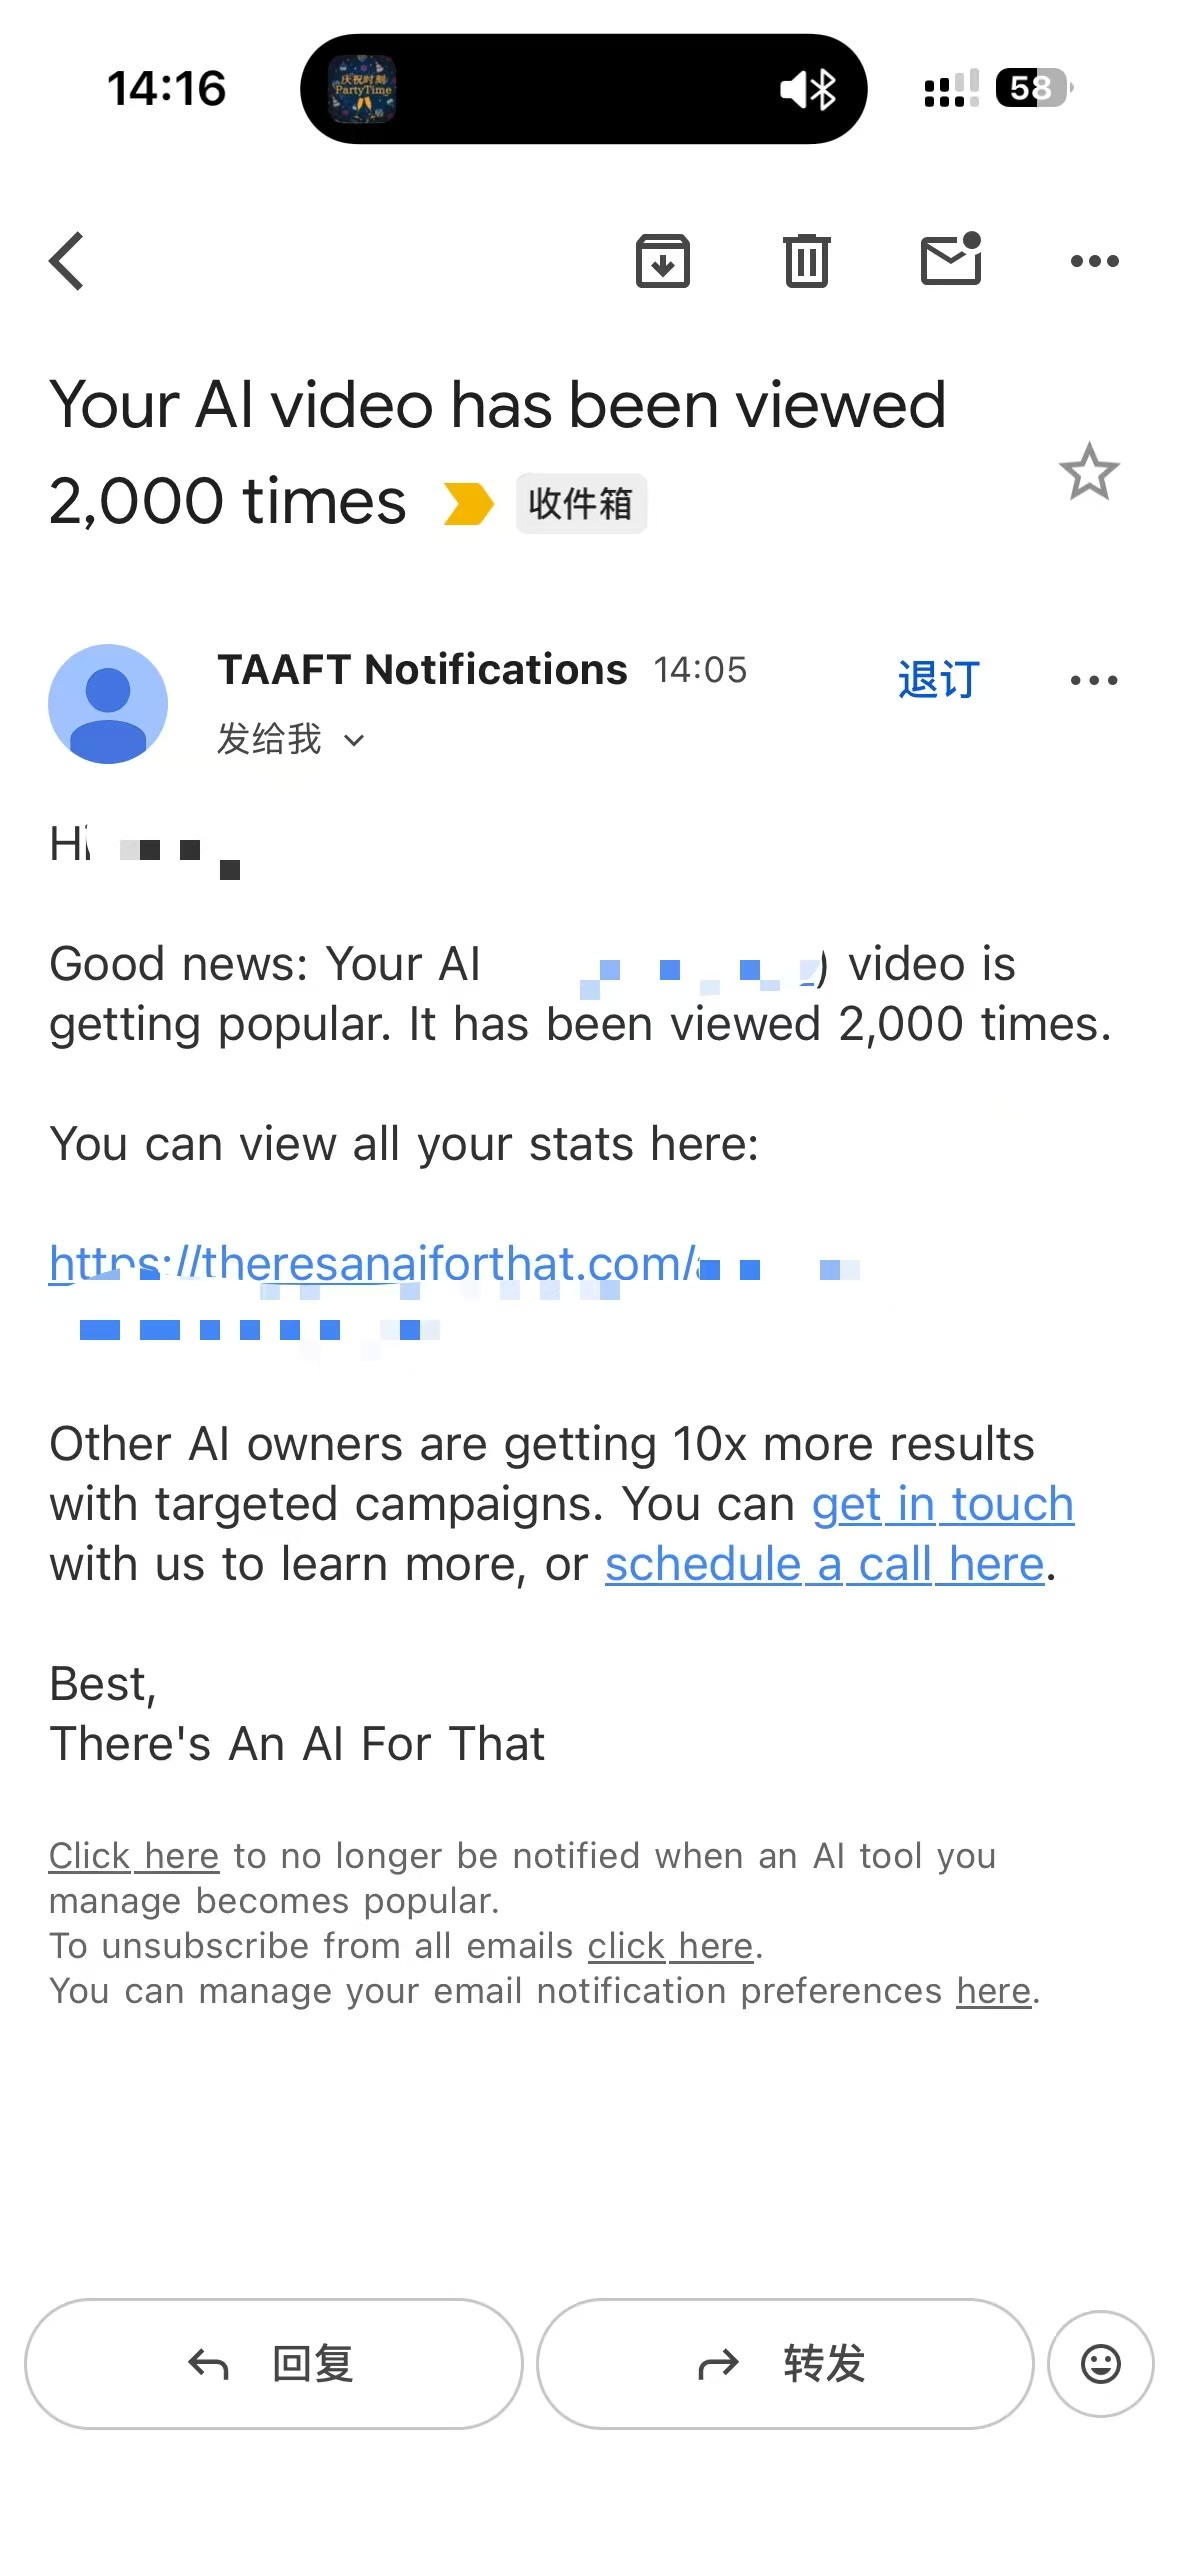 14:16
庆祝时刻
PartyTime
58
Your AI video has been viewed
2,000 times 收件箱
TAAFT Notifications 14:05 退订
发给我
Hi
Good news: Your AI ) video is
getting popular. It has been viewed 2,000 times.
You can view all your stats here:
https://theresanaiforthat.com/
Other AI owners are getting 10x more results
with targeted campaigns. You can get in touch
with us to learn more, or schedule a call here.
Best,
There's An AI For That
Click here to no longer be notified when an AI tool you
manage becomes popular.
To unsubscribe from all emails click here.
You can manage your email notification preferences here.
回复 转发